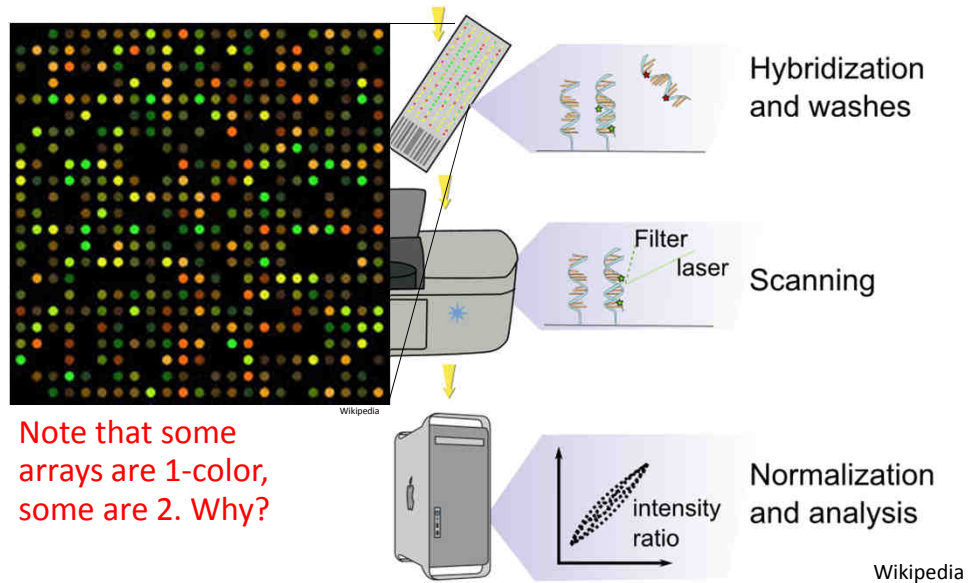 Hybridization
and washes
Filter
laser
Scanning
Wikipedia
Note that some
arrays are 1-color,
some are 2. Why?
intensity
ratio
Normalization
and analysis
Wikipedia